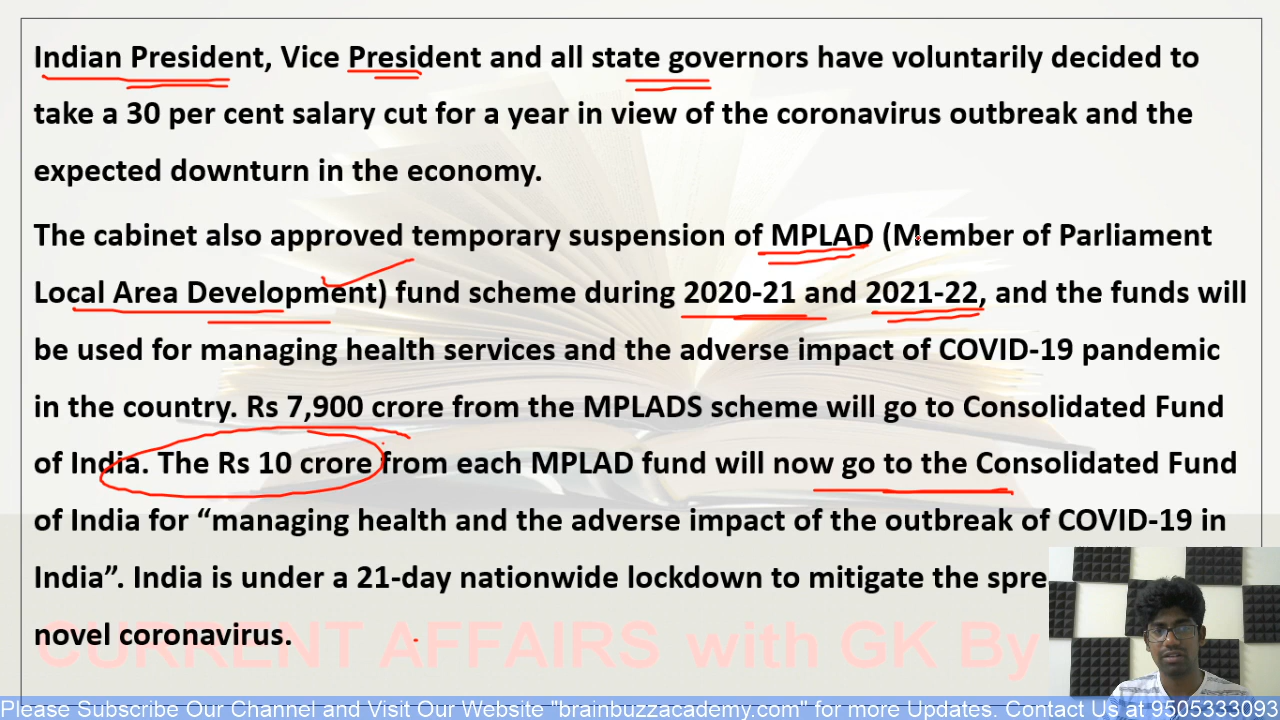 Indian President, Vice President and all state governors have voluntarily decided to
take a 30 per cent salary cut for a year in view of the coronavirus outbreak and the
expected downturn in the economy.
The cabinet also approved temporary suspension of MPLAD (Member of Parliament
Local Area Development) fund scheme during 2020-21 and 2021-22, and the funds will
be used for managing health services and the adverse impact of COVID-19 pandemic
in the country. Rs 7,900 crore from the MPLADS scheme will go to Consolidated Fund
of India. The Rs 10 crore from each MPLAD fund will now go to the Consolidated Fund
of India for “managing health and the adverse impact of the outbreak of COVID-19 in
India”. India is under a 21-day nationwide lockdown to mitigate the spre
novel coronavirus.
CURRENT AFFAIRS with GK By
Please Subscribe Our Channel and Visit Our Website "brainbuzzacademy.com" for more Updates. Contact Us at 9505333093